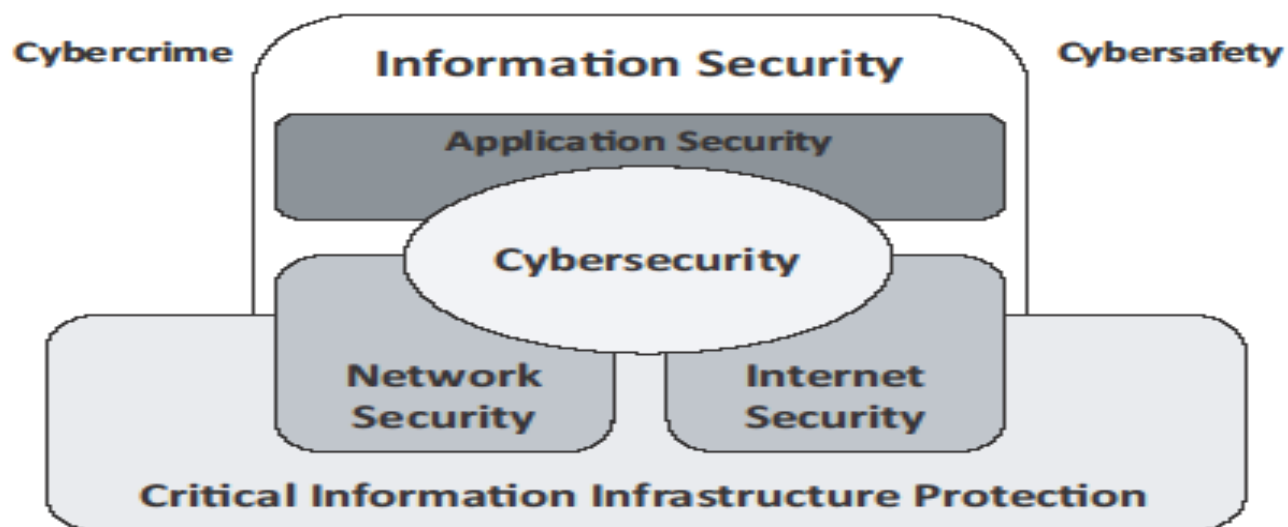 Cybercrime
Information Security
Cybersafety
Application Security
Cybersecurity
Network
Security
Internet
Security
Critical Information Infrastructure Protection